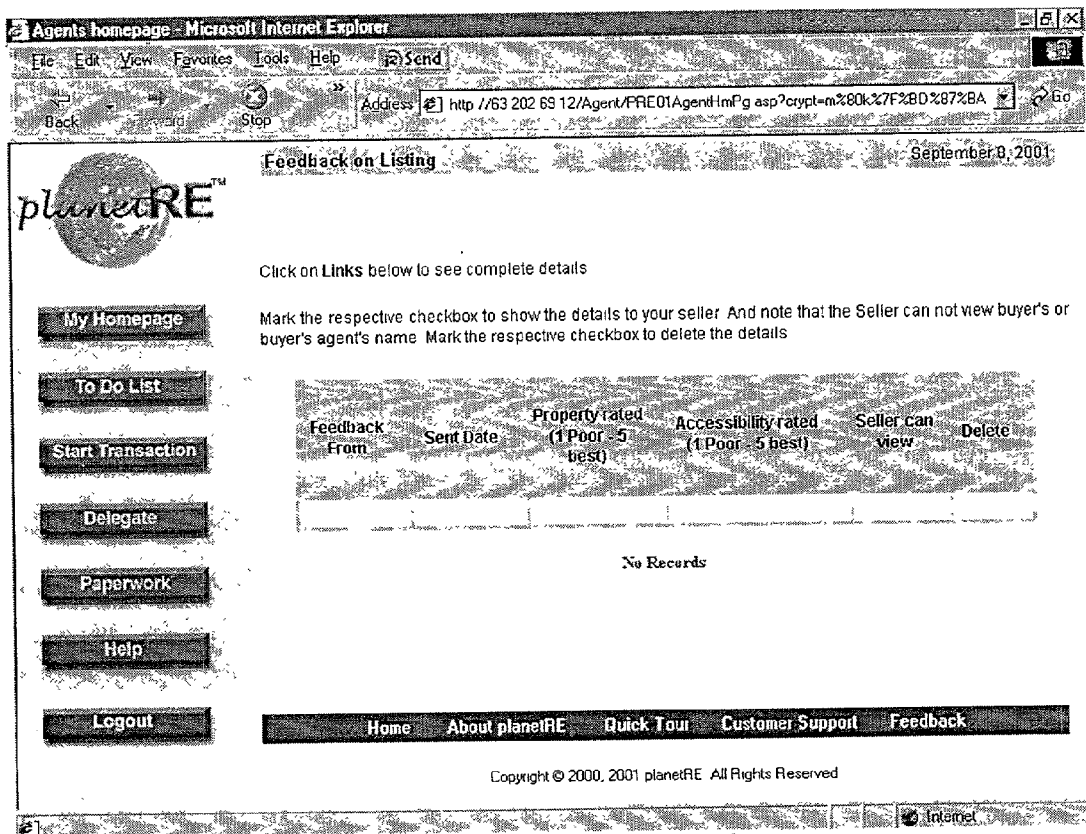 Agents homepage - Microsoft Internet Explorer
File Edit View Favorites Tools Help Send
Back Forward Stop » Address http //63 202 69 12/Agent/PRE01AgentHmPg asp?crypt=m%80k%7F%BD%87%BA Go
planetRE™
Feedback on Listing September 8, 2001
Click on Links below to see complete details
Mark the respective checkbox to show the details to your seller And note that the Seller can not view buyer's or
buyer's agent's name Mark the respective checkbox to delete the details
My Homepage
To Do List
Start Transaction
Delegate
Paperwork
Help
Logout
Feedback From Sent Date Property rated (1 Poor - 5 best) Accessibility rated (1 Poor - 5 best) Seller can view Delete
No Records
Home About planetRE Quick Tour Customer Support Feedback
Copyright © 2000, 2001 planetRE All Rights Reserved
Internet